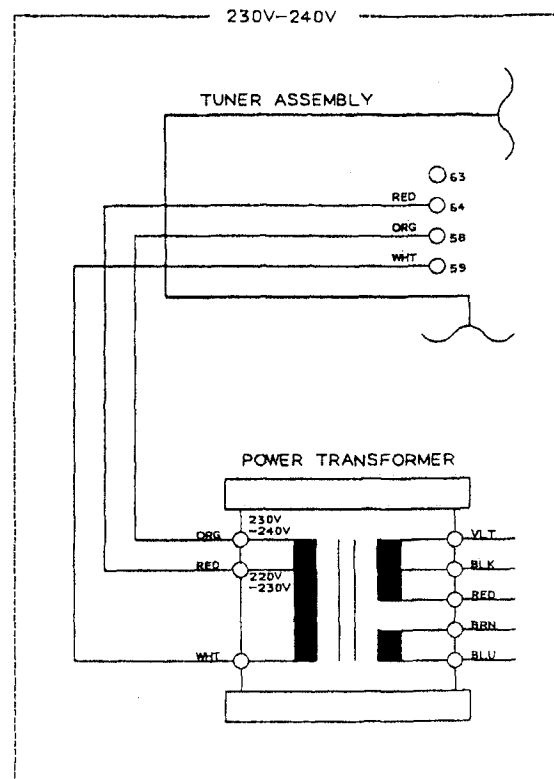 230V-240V
TUNER ASSEMBLY
63
RED 64
ORG 58
WHT 59
POWER TRANSFORMER
230V
-240V
ORG
VLT
RED
220V
-230V
BLK
RED
BRN
WHT
BLU